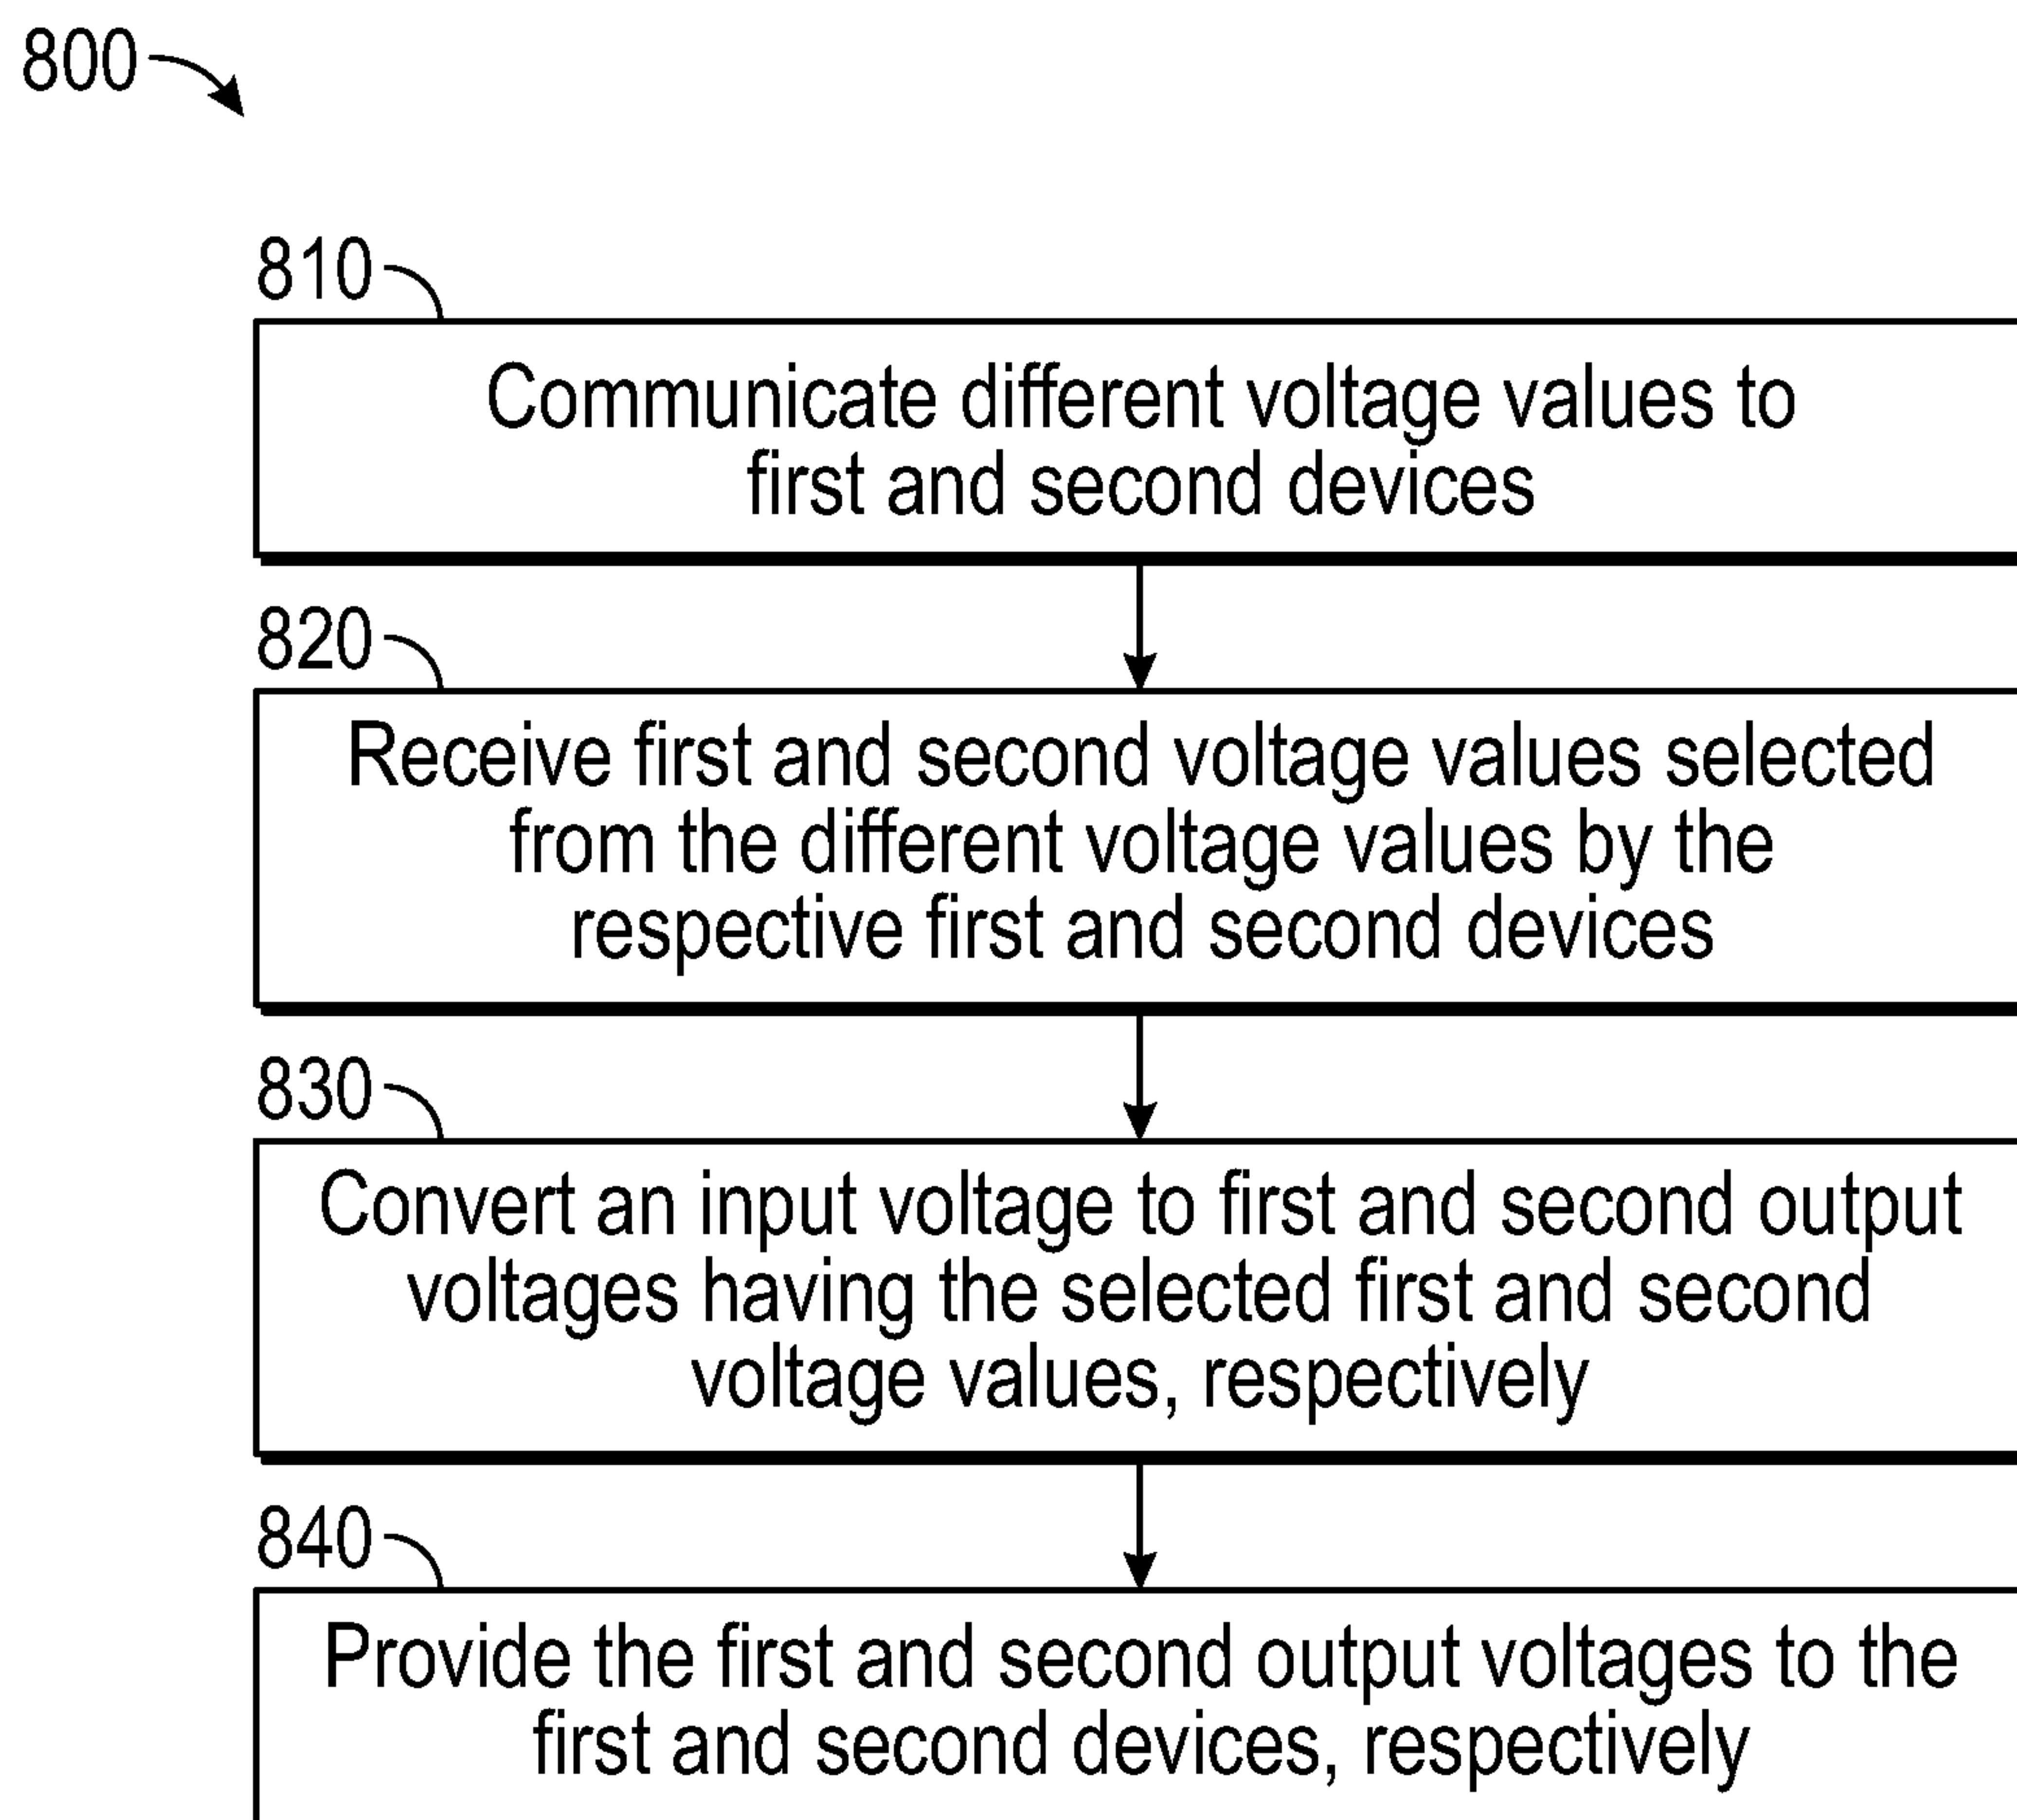 800
810
Communicate different voltage values to
first and second devices
820
Receive first and second voltage values selected
from the different voltage values by the
respective first and second devices
830
Convert an input voltage to first and second output
voltages having the selected first and second
voltage values, respectively
840
Provide the first and second output voltages to the
first and second devices, respectively